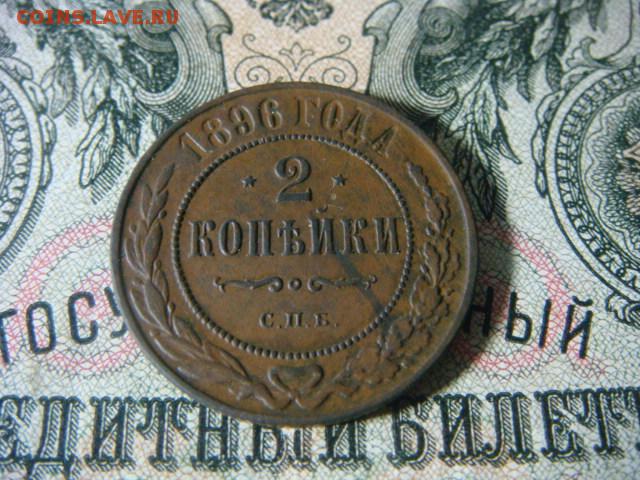 COINS.LAVE.RU
1896 ГОДА
2
КОПѢЙКИ
С.П.Б.
ГОСУ НЫЙ
ЕДИТНЫЙ БИЛЕТ